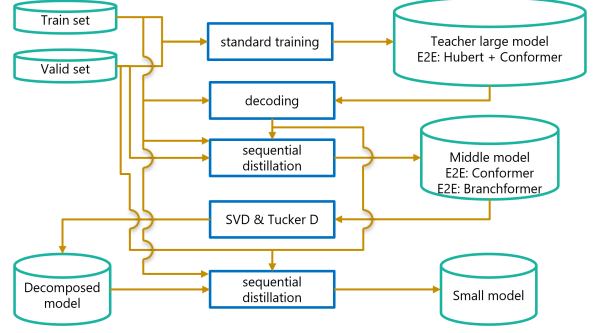 Train set
standard training
Teacher large model
E2E: Hubert + Conformer
Valid set
decoding
sequential
distillation
Middle model
E2E: Conformer
E2E: Branchformer
SVD & Tucker D
Decomposed
model
sequential
distillation
Small model